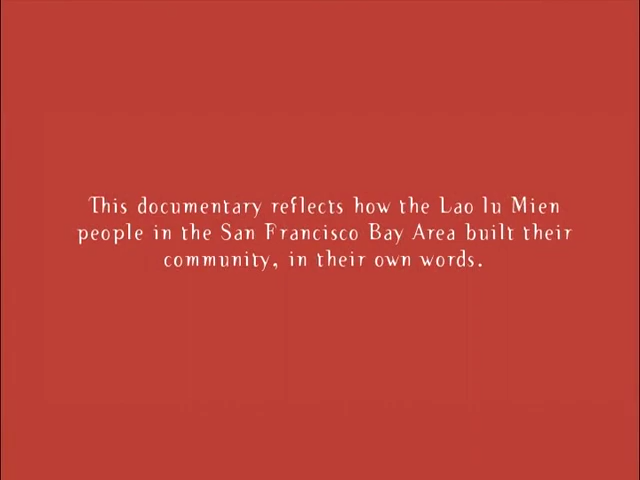 This documentary reflects how the Lao Iu Mien
people in the San Francisco Bay Area built their
community, in their own words.